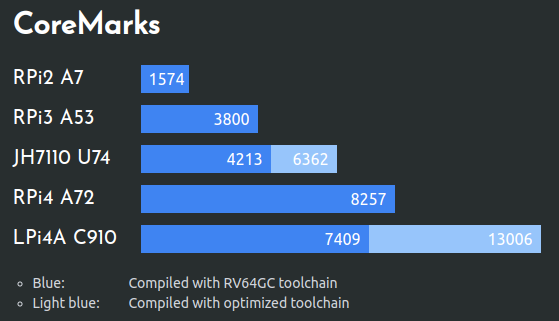 CoreMarks
RPi2 A7 1574
RPi3 A53 3800
JH7110 U74 4213 6362
RPi4 A72 8257
LPi4A C910 7409 13006
Blue: Compiled with RV64GC toolchain
Light blue: Compiled with optimized toolchain